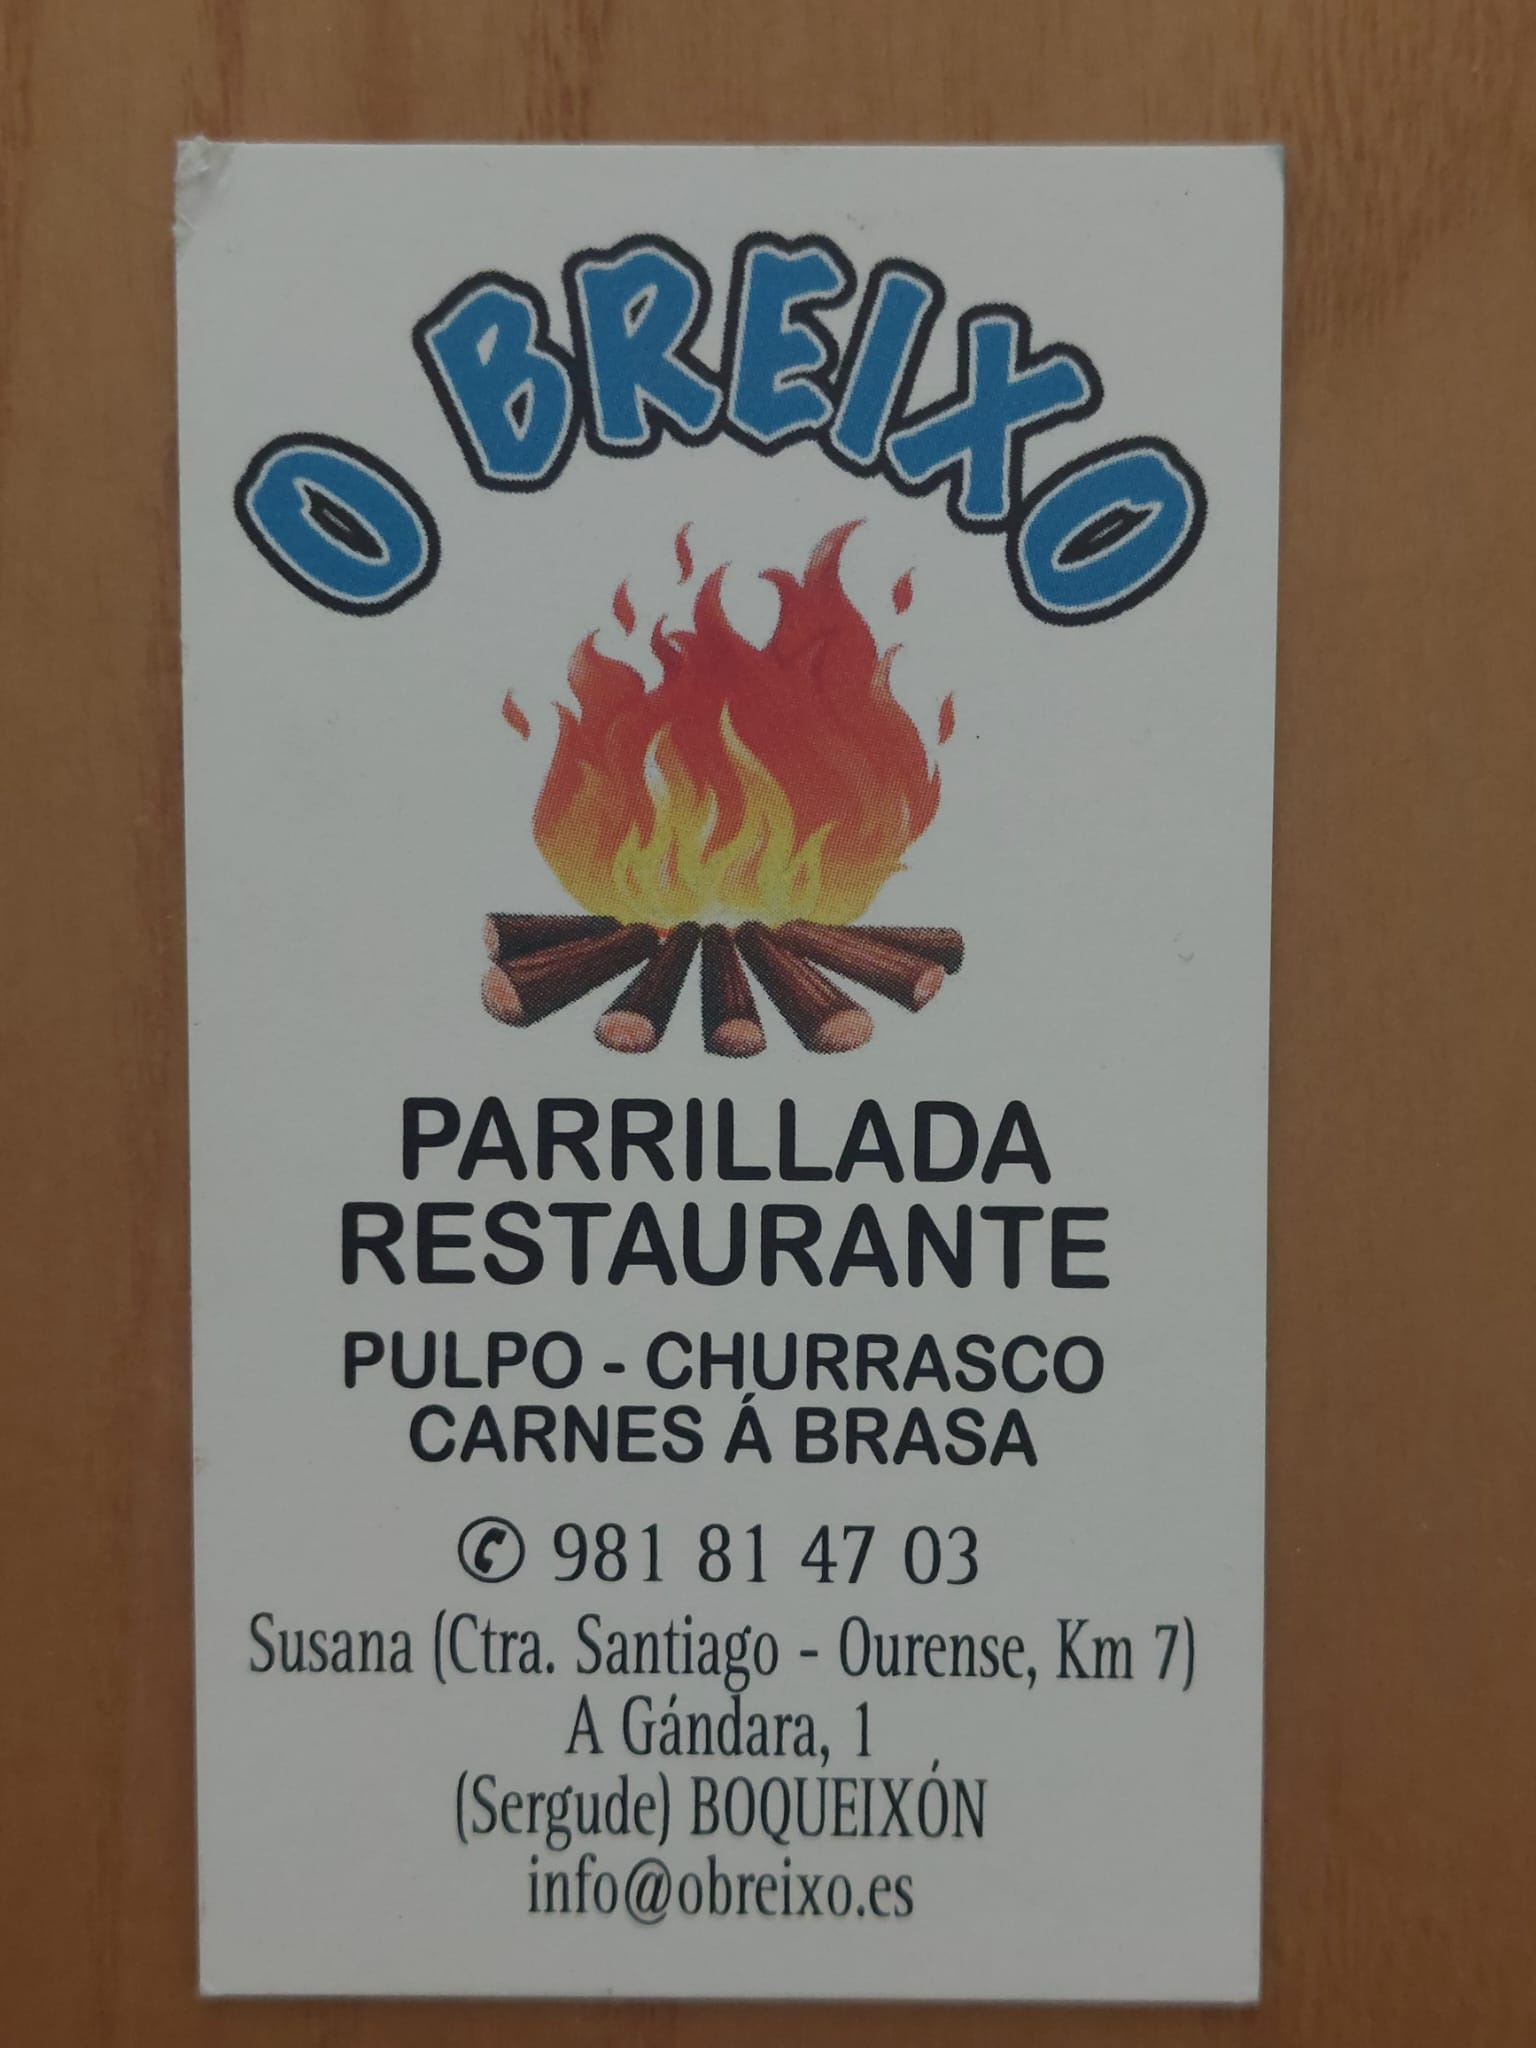 O BREIXO
PARRILLADA
RESTAURANTE
PULPO - CHURRASCO
CARNES Á BRASA
✆ 981 81 47 03
Susana (Ctra. Santiago - Ourense, Km 7)
A Gándara, 1
(Sergude) BOQUEIXÓN
info@obreixo.es